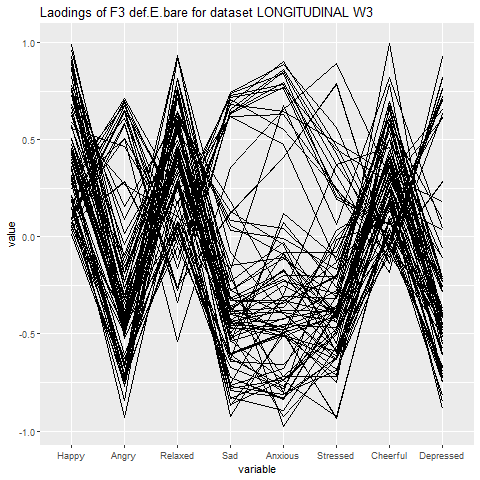 Laodings of F3 def.E.bare for dataset LONGITUDINAL W3
1.0
0.5
0.0
-0.5
-1.0
value
Happy Angry Relaxed Sad Anxious Stressed Cheerful Depressed
variable